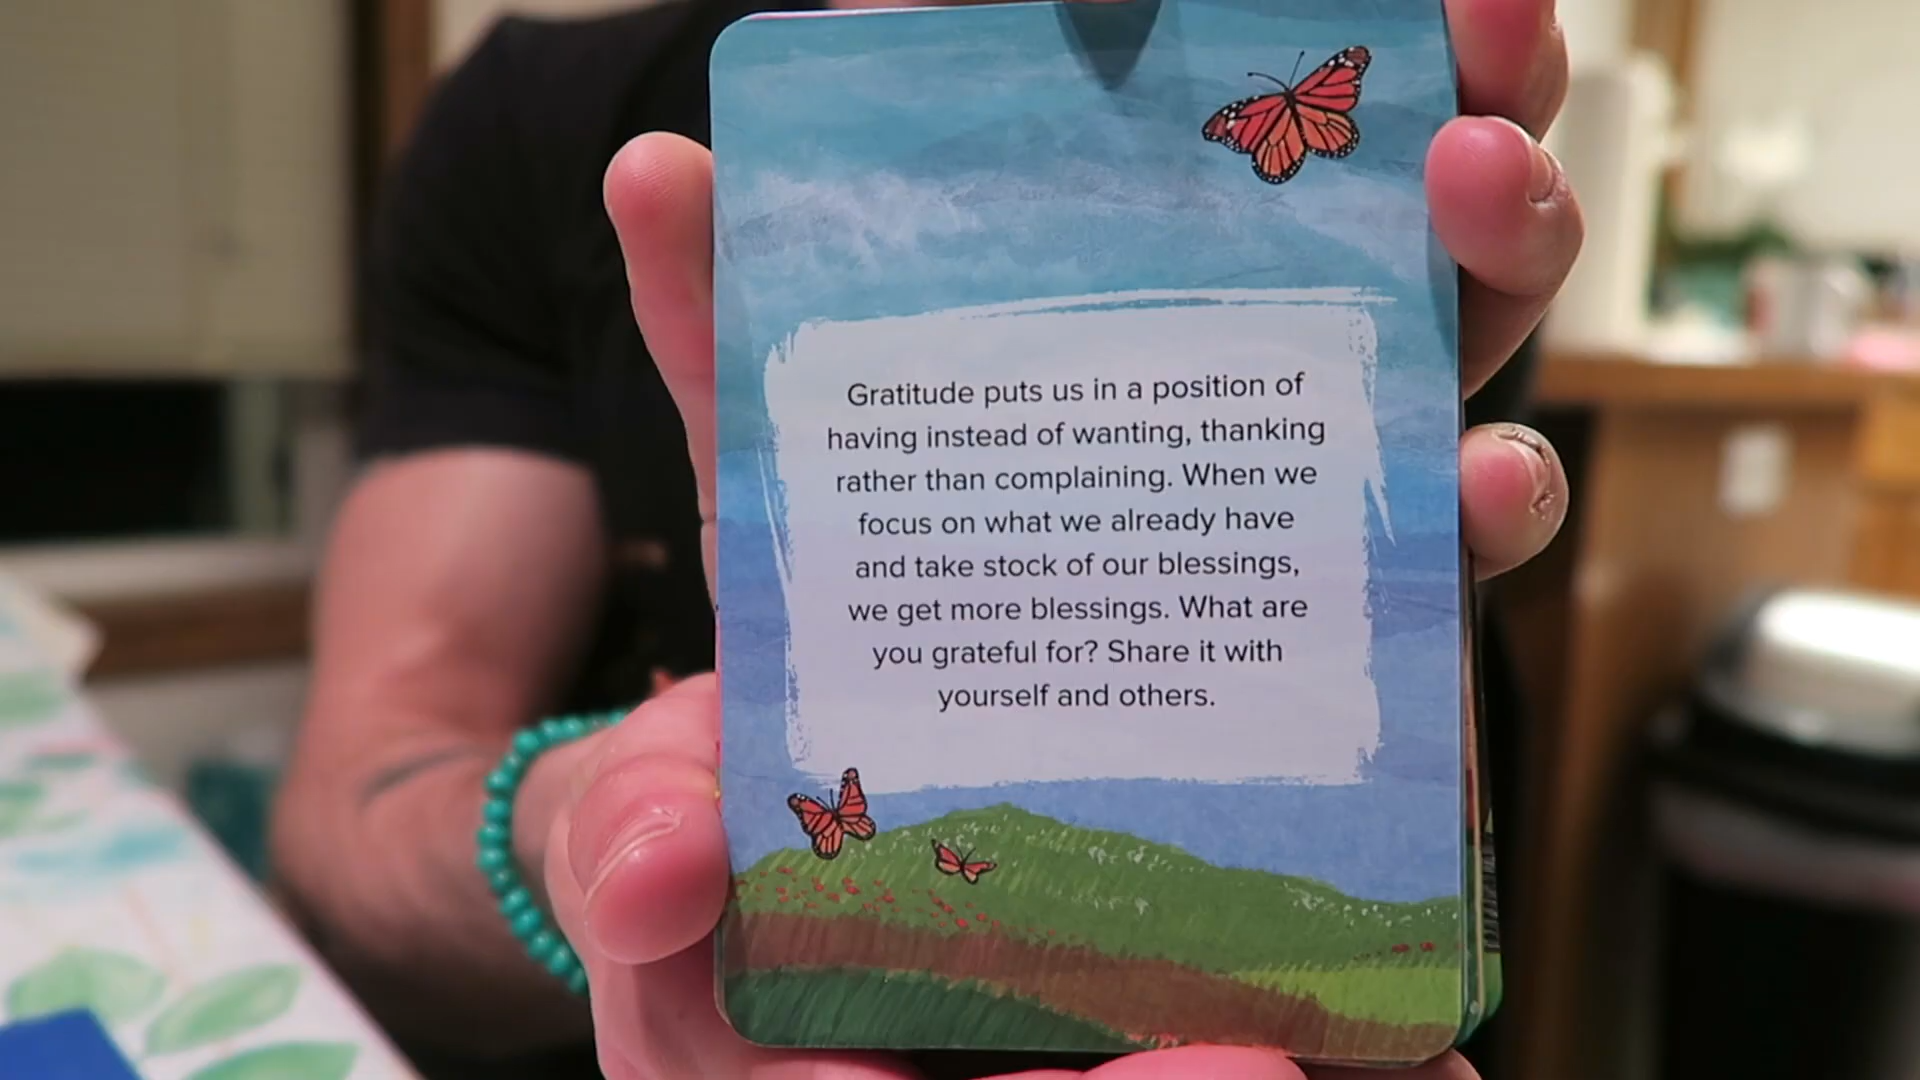 Gratitude puts us in a position of
having instead of wanting, thanking
rather than complaining. When we
focus on what we already have
and take stock of our blessings,
we get more blessings. What are
you grateful for? Share it with
yourself and others.